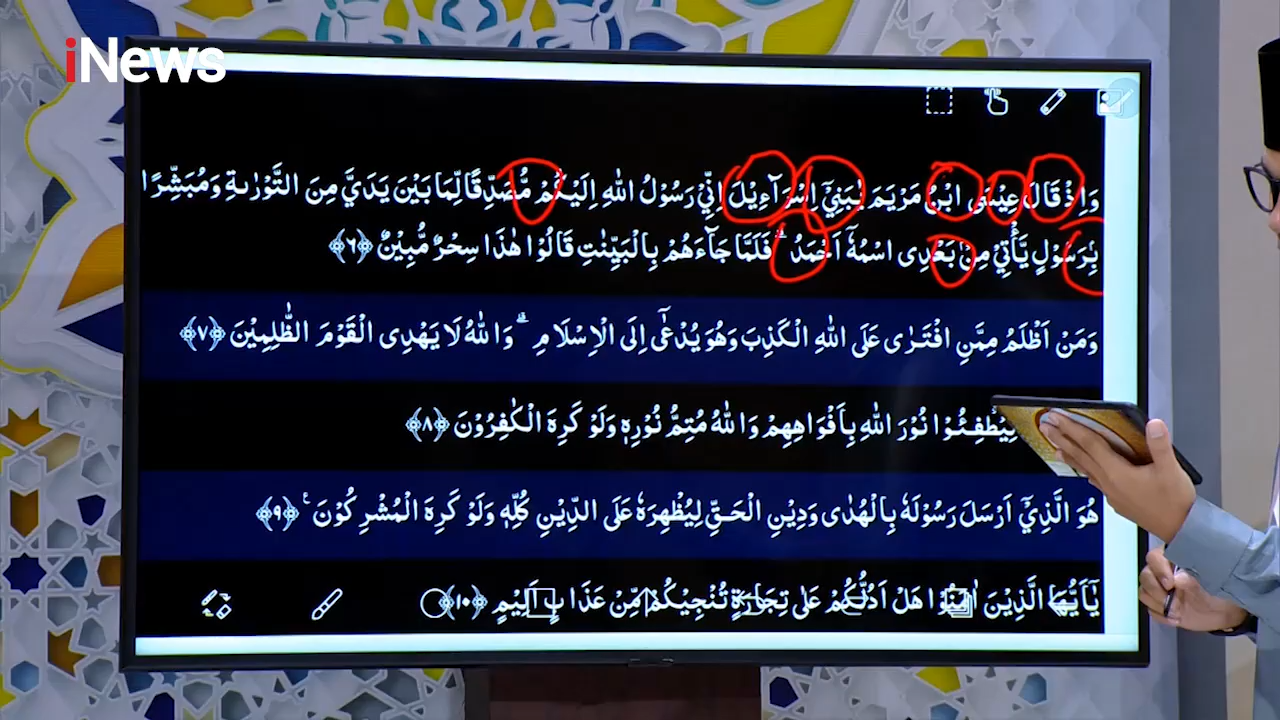 iNews
وَاِذْ قَالَ عِيْسَى ابْنُ مَرْيَمَ يٰبَنِيْٓ اِسْرَاۤءِيْلَ اِنِّيْ رَسُوْلُ اللّٰهِ اِلَيْكُمْ مُّصَدِّقًا لِّمَا بَيْنَ يَدَيَّ مِنَ التَّوْرٰىةِ وَمُبَشِّرًا
بِۢرَسُوْلٍ يَّأْتِيْ مِنْۢ بَعْدِى اسْمُهٗٓ اَحْمَدُۗ فَلَمَّا جَاۤءَهُمْ بِالْبَيِّنٰتِ قَالُوْا هٰذَا سِحْرٌ مُّبِيْنٌ ﴿٦﴾
وَمَنْ اَظْلَمُ مِمَّنِ افْتَرٰى عَلَى اللّٰهِ الْكَذِبَ وَهُوَ يُدْعٰٓى اِلَى الْاِسْلَامِۗ وَاللّٰهُ لَا يَهْدِى الْقَوْمَ الظّٰلِمِيْنَ ﴿٧﴾
لِيُطْفِـُٔوْا نُوْرَ اللّٰهِ بِاَفْوَاهِهِمْ وَاللّٰهُ مُتِمُّ نُوْرِهٖ وَلَوْ كَرِهَ الْكٰفِرُوْنَ ﴿٨﴾
هُوَ الَّذِيْٓ اَرْسَلَ رَسُوْلَهٗ بِالْهُدٰى وَدِيْنِ الْحَقِّ لِيُظْهِرَهٗ عَلَى الدِّيْنِ كُلِّهٖ وَلَوْ كَرِهَ الْمُشْرِكُوْنَ ࣖ ﴿٩﴾
يٰٓاَيُّهَا الَّذِيْنَ اٰمَنُوْا هَلْ اَدُلُّكُمْ عَلٰى تِجَارَةٍ تُنْجِيْكُمْ مِّنْ عَذَابٍ اَلِيْمٍ ﴿١٠﴾